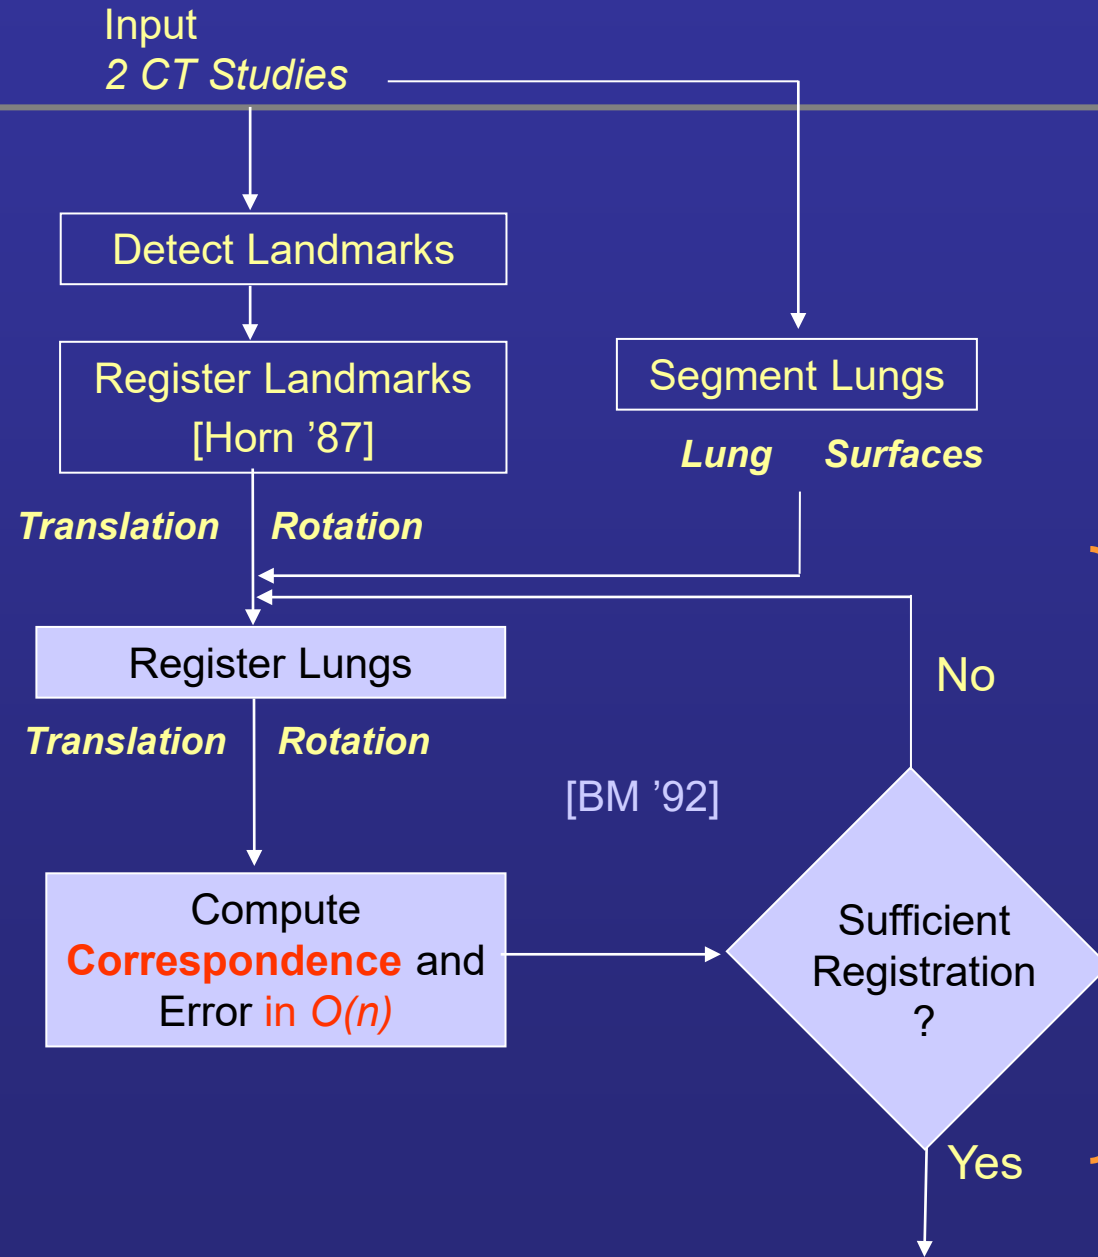 Input
2 CT Studies
Detect Landmarks
Register Landmarks
[Horn ’87]
Segment Lungs
Lung Surfaces
Translation Rotation
Register Lungs
No
Translation Rotation
[BM ’92]
Compute
Correspondence and
Error in O(n)
Sufficient
Registration
?
Yes